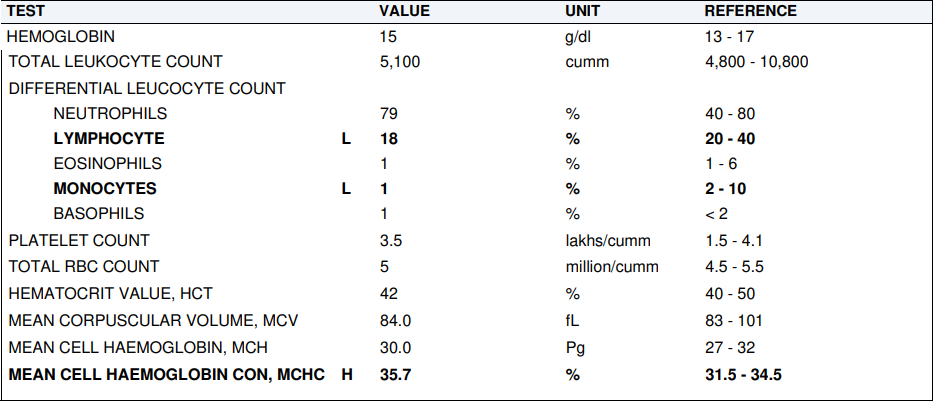 TEST VALUE UNIT REFERENCE
HEMOGLOBIN 15 g/dl 13 - 17
TOTAL LEUKOCYTE COUNT 5,100 cumm 4,800 - 10,800
DIFFERENTIAL LEUCOCYTE COUNT
NEUTROPHILS 79 % 40 - 80
LYMPHOCYTE L 18 % 20 - 40
EOSINOPHILS 1 % 1 - 6
MONOCYTES L 1 % 2 - 10
BASOPHILS 1 % < 2
PLATELET COUNT 3.5 lakhs/cumm 1.5 - 4.1
TOTAL RBC COUNT 5 million/cumm 4.5 - 5.5
HEMATOCRIT VALUE, HCT 42 % 40 - 50
MEAN CORPUSCULAR VOLUME, MCV 84.0 fL 83 - 101
MEAN CELL HAEMOGLOBIN, MCH 30.0 Pg 27 - 32
MEAN CELL HAEMOGLOBIN CON, MCHC H 35.7 % 31.5 - 34.5